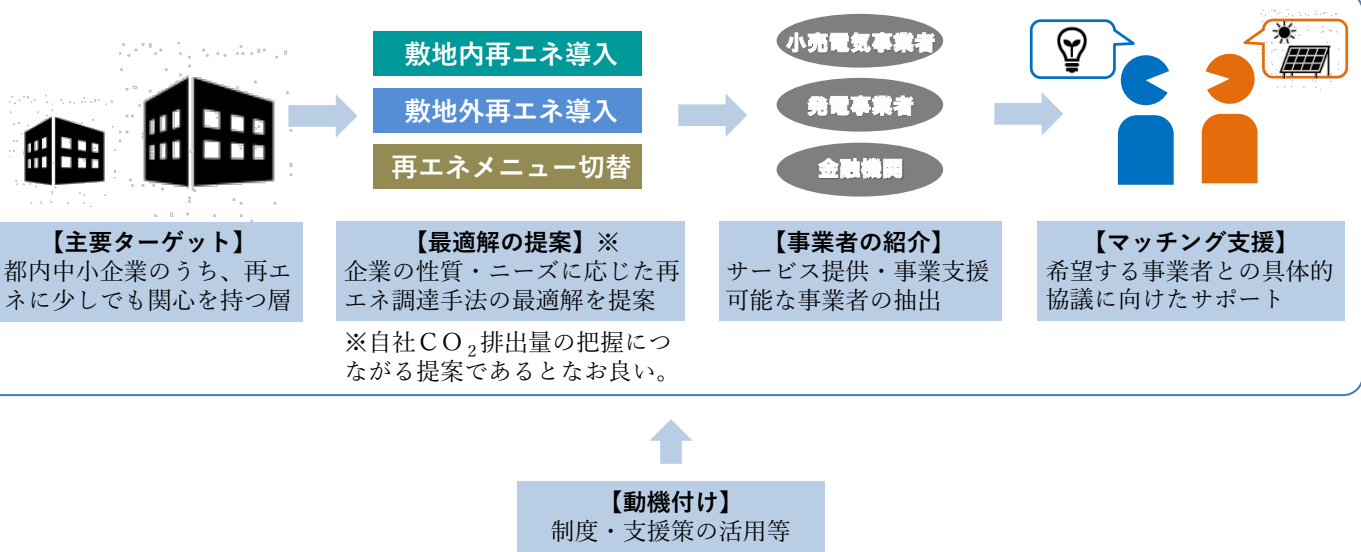 敷地内再エネ導入
敷地外再エネ導入
再エネメニュー切替
小売電気事業者
発電事業者
金融機関
【主要ターゲット】
都内中小企業のうち、再エ
ネに少しでも関心を持つ層
【最適解の提案】※
企業の性質・ニーズに応じた再
エネ調達手法の最適解を提案
※自社ＣＯ₂排出量の把握につ
ながる提案であるとなお良い。
【事業者の紹介】
サービス提供・事業支援
可能な事業者の抽出
【マッチング支援】
希望する事業者との具体的
協議に向けたサポート
【動機付け】
制度・支援策の活用等